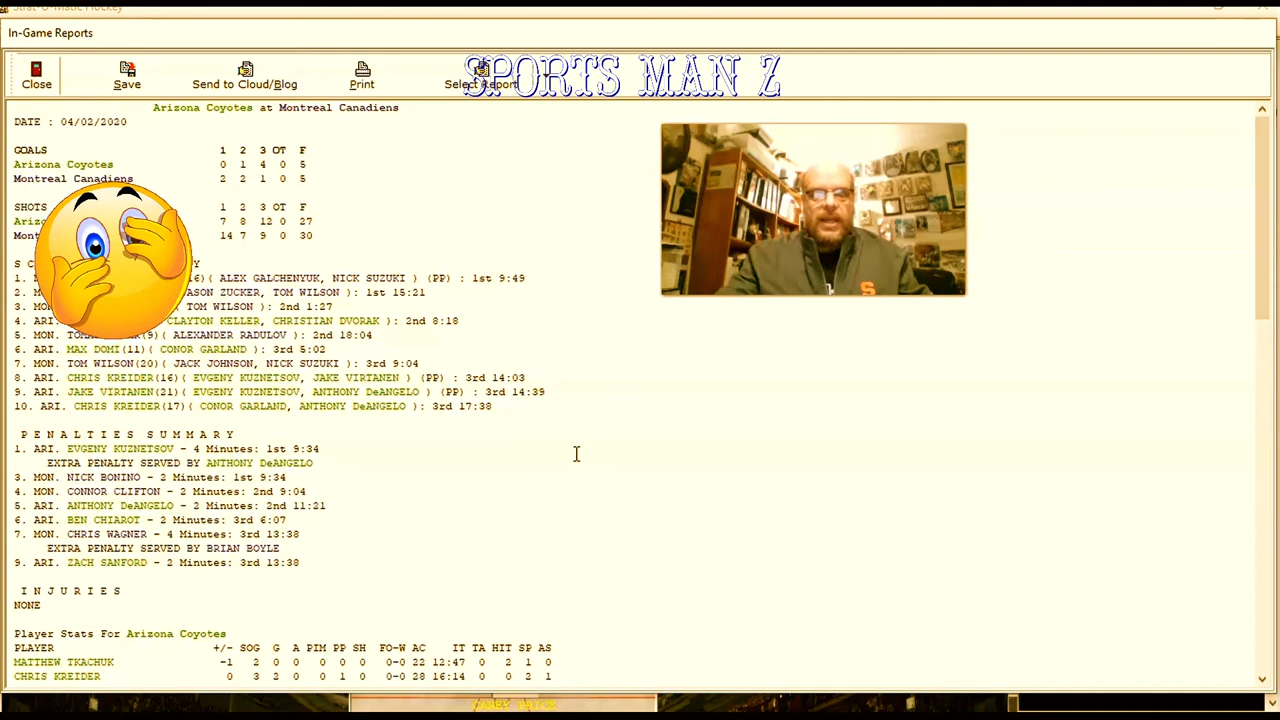 Strat-O-Matic Hockey
In-Game Reports
Close
Save
Send to Cloud/Blog
Print
Select Report
SPORTS MAN Z
Arizona Coyotes at Montreal Canadiens
DATE : 04/02/2020
GOALS 1 2 3 OT F
Arizona Coyotes 0 1 4 0 5
Montreal Canadiens 2 2 1 0 5
SHOTS 1 2 3 OT F
Ariz 7 8 12 0 27
Mont 14 7 9 0 30
S C Y
1. 16)( ALEX GALCHENYUK, NICK SUZUKI ) (PP) : 1st 9:49
2. M ASON ZUCKER, TOM WILSON ): 1st 15:21
3. MON ( TOM WILSON ): 2nd 1:27
4. ARI. CLAYTON KELLER, CHRISTIAN DVORAK ): 2nd 8:18
5. MON. TOM (9)( ALEXANDER RADULOV ): 2nd 18:04
6. ARI. MAX DOMI(11)( CONOR GARLAND ): 3rd 5:02
7. MON. TOM WILSON(20)( JACK JOHNSON, NICK SUZUKI ): 3rd 9:04
8. ARI. CHRIS KREIDER(16)( EVGENY KUZNETSOV, JAKE VIRTANEN ) (PP) : 3rd 14:03
9. ARI. JAKE VIRTANEN(21)( EVGENY KUZNETSOV, ANTHONY DeANGELO ) (PP) : 3rd 14:39
10. ARI. CHRIS KREIDER(17)( CONOR GARLAND, ANTHONY DeANGELO ): 3rd 17:38
P E N A L T I E S S U M M A R Y
1. ARI. EVGENY KUZNETSOV - 4 Minutes: 1st 9:34
EXTRA PENALTY SERVED BY ANTHONY DeANGELO
3. MON. NICK BONINO - 2 Minutes: 1st 9:34
4. MON. CONNOR CLIFTON - 2 Minutes: 2nd 9:04
5. ARI. ANTHONY DeANGELO - 2 Minutes: 2nd 11:21
6. ARI. BEN CHIAROT - 2 Minutes: 3rd 6:07
7. MON. CHRIS WAGNER - 4 Minutes: 3rd 13:38
EXTRA PENALTY SERVED BY BRIAN BOYLE
9. ARI. ZACH SANFORD - 2 Minutes: 3rd 13:38
I N J U R I E S
NONE
Player Stats For Arizona Coyotes
PLAYER +/- SOG G A PIM PP SH FO-W AC IT TA HIT SP AS
MATTHEW TKACHUK -1 2 0 0 0 0 0 0-0 22 12:47 0 2 1 0
CHRIS KREIDER 0 3 2 0 0 1 0 0-0 28 16:14 0 0 2 1
CAREY PRICE